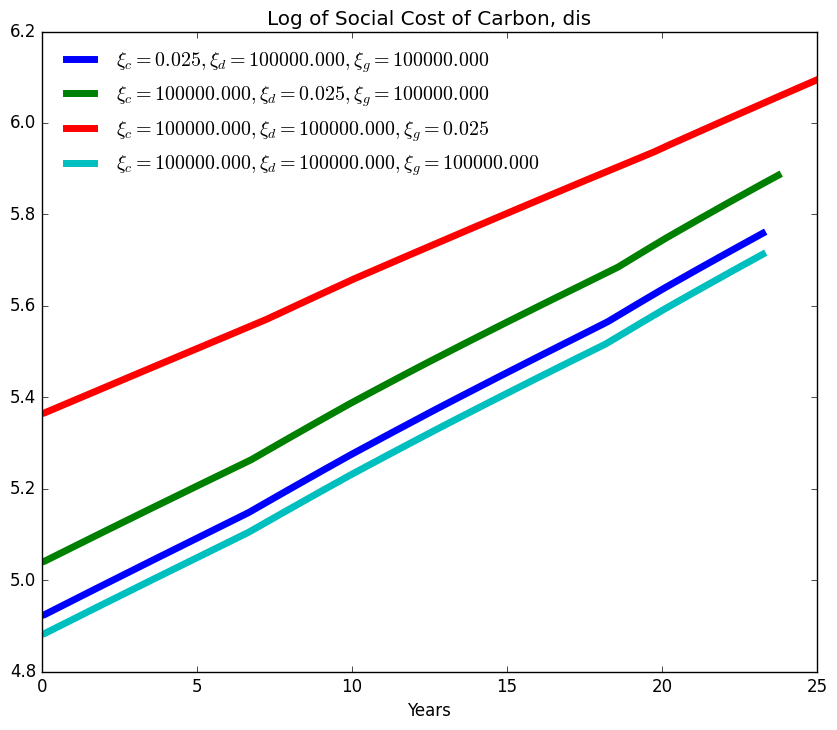 Log of Social Cost of Carbon, dis
6.2
6.0
5.8
5.6
5.4
5.2
5.0
4.8
ξc = 0.025, ξd = 100000.000, ξg = 100000.000
ξc = 100000.000, ξd = 0.025, ξg = 100000.000
ξc = 100000.000, ξd = 100000.000, ξg = 0.025
ξc = 100000.000, ξd = 100000.000, ξg = 100000.000
0 5 10 15 20 25
Years